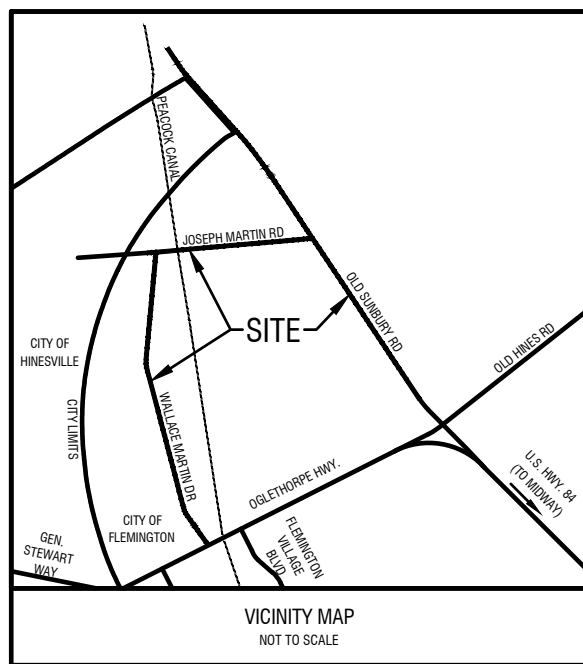 PEACOCK CANAL
JOSEPH MARTIN RD
OLD SUNBURY RD
SITE
OLD HINES RD
CITY OF
HINESVILLE
CITY LIMITS
WALLACE MARTIN DR
U.S. HWY. 84
(TO MIDWAY)
OGLETHORPE HWY.
CITY OF
FLEMINGTON
FLEMINGTON
VILLAGE
BLVD
GEN.
STEWART
WAY
VICINITY MAP
NOT TO SCALE